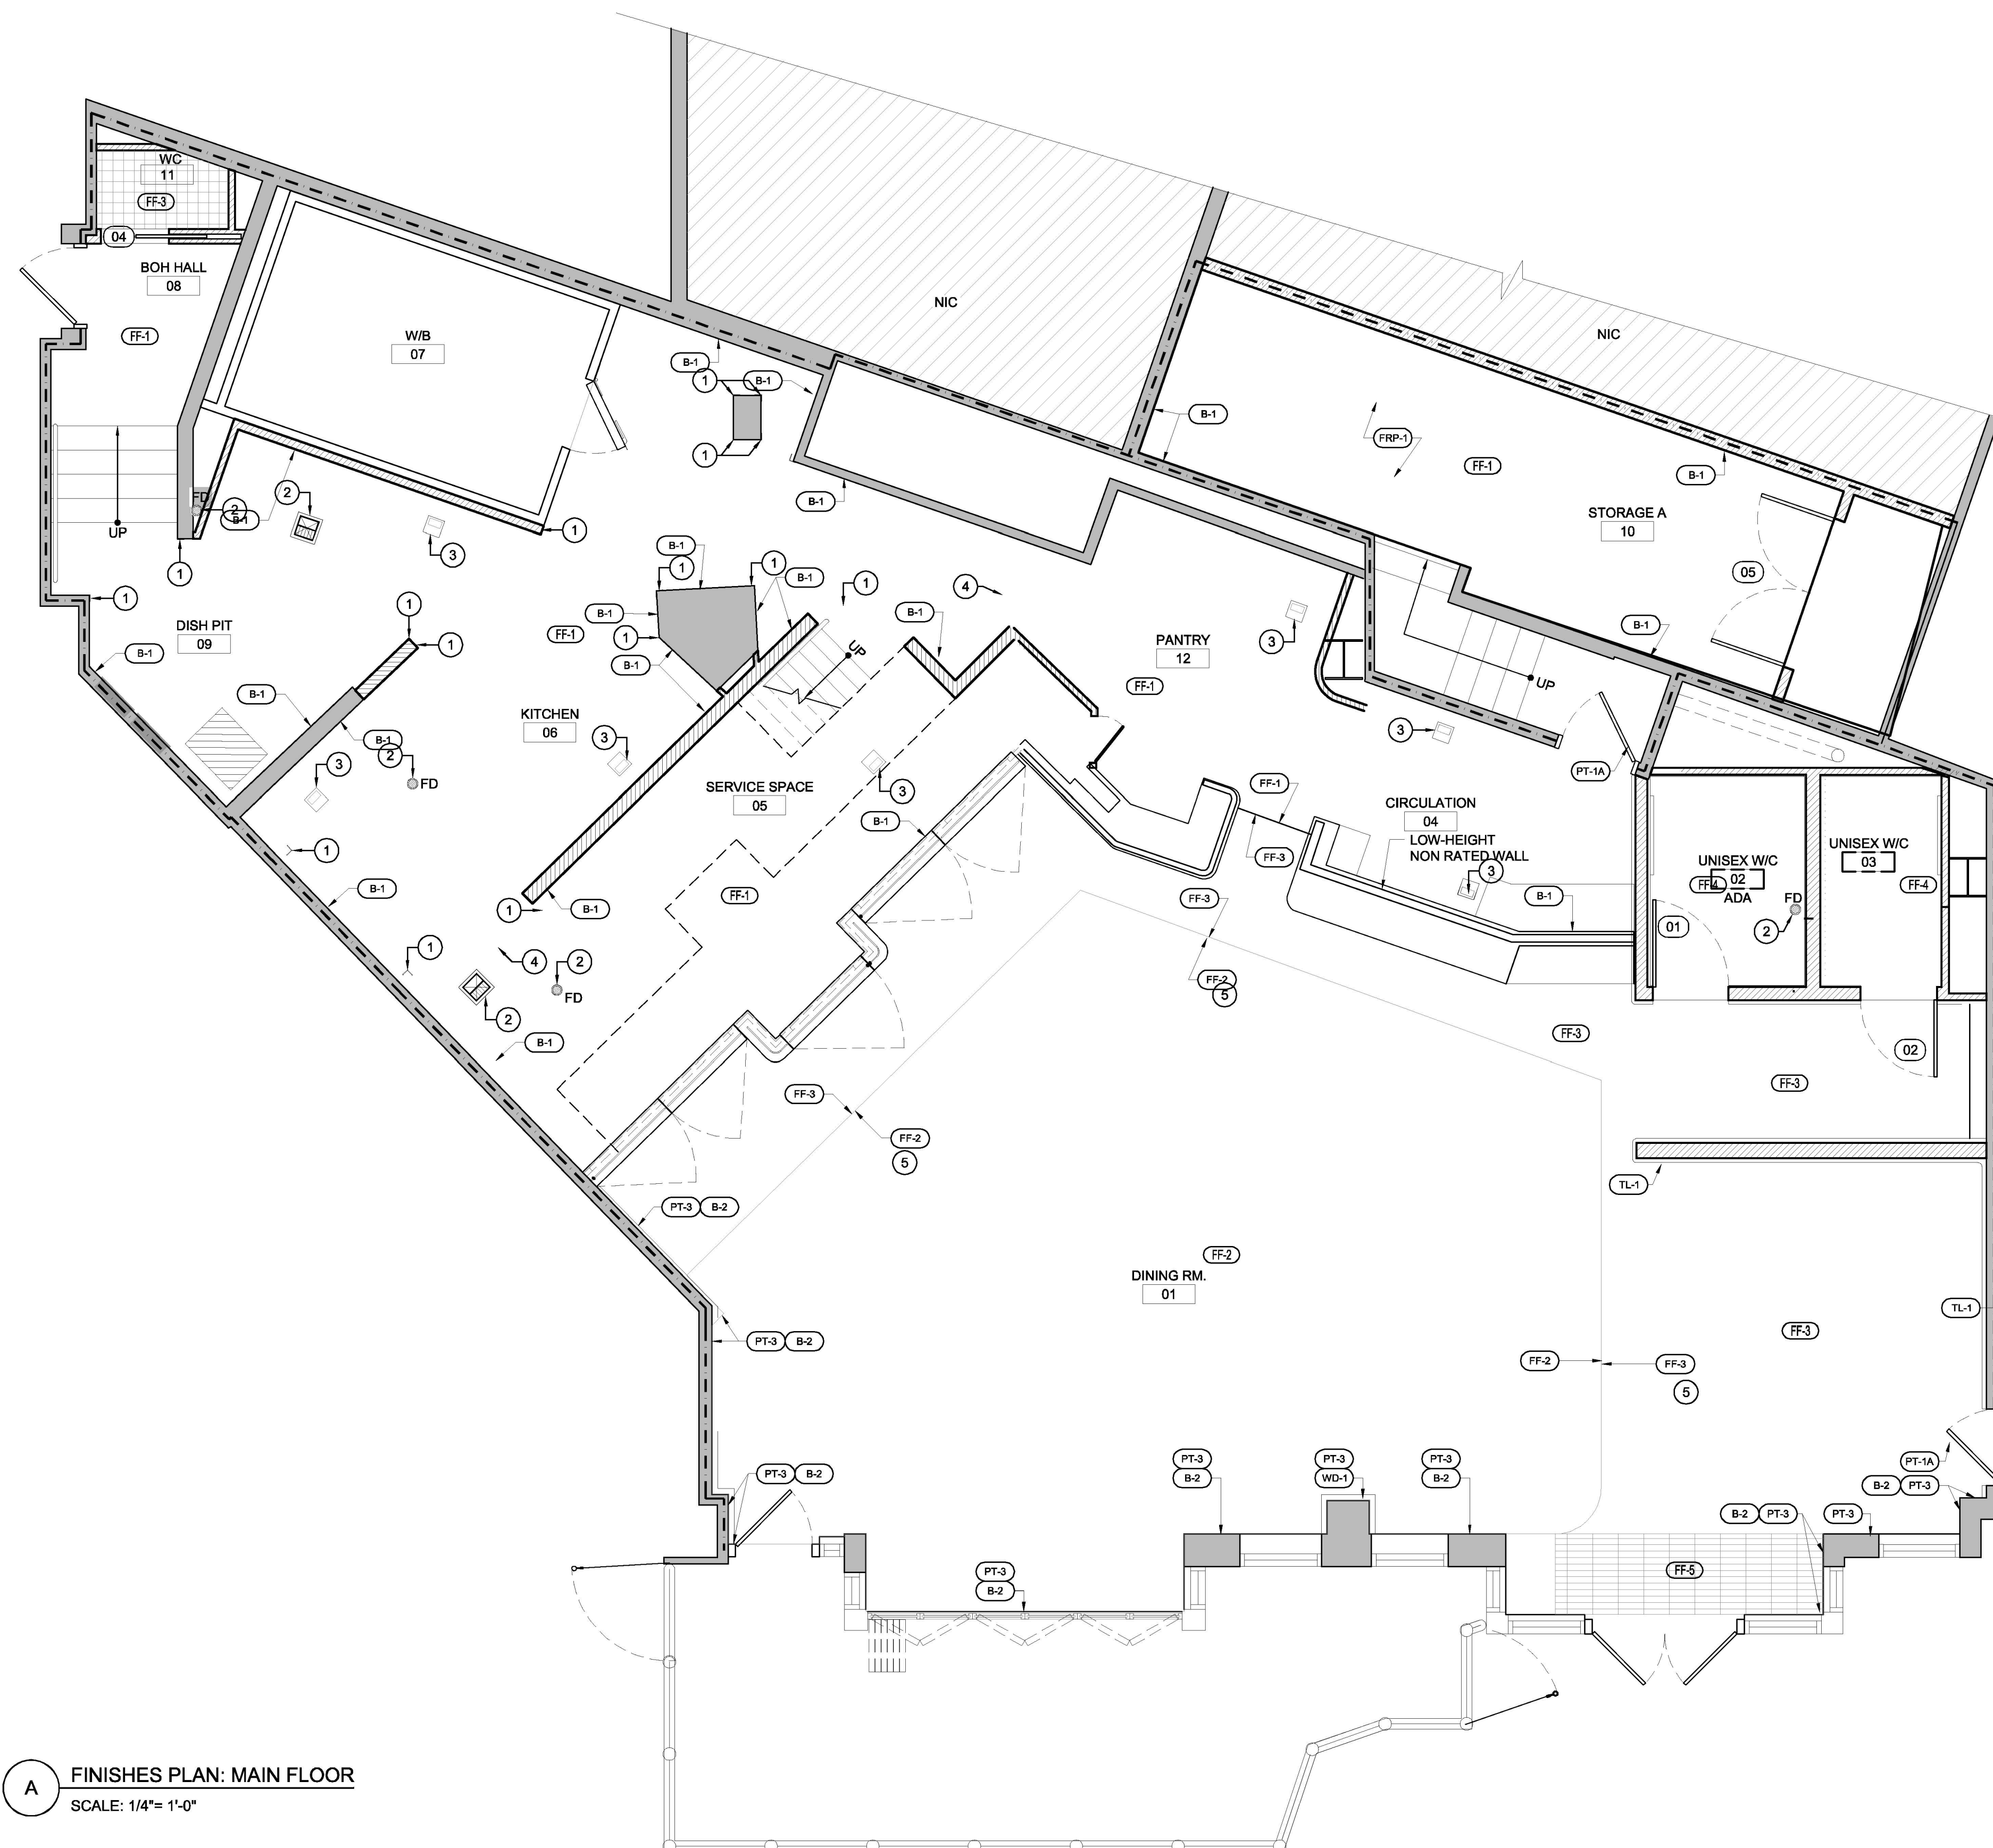 WC
11
FF-3
04
BOH HALL
08
FF-1
W/B
07
NIC
NIC
B-1
1
B-1
1
B-1
B-1
FRP-1
FF-1
B-1
STORAGE A
10
05
B-1
FD
2
B-1
2
3
1
UP
1
1
DISH PIT
09
B-1
1
1
B-1
B-1
2
FD
3
B-1
1
1
B-1
1
B-1
1
FF-1
B-1
UP
4
B-1
KITCHEN
06
3
SERVICE SPACE
05
3
PANTRY
12
FF-1
3
3
UP
PT-1A
B-1
FF-1
FF-3
CIRCULATION
04
LOW-HEIGHT
NON RATED WALL
3
B-1
UNISEX W/C
02
FF-4
ADA
FD
2
01
UNISEX W/C
03
FF-4
02
1
B-1
1
B-1
FF-1
1
4
2
FD
2
B-1
FF-3
FF-2
5
FF-3
FF-3
FF-3
FF-2
5
TL-1
PT-3
B-2
DINING RM.
01
FF-2
PT-3
B-2
TL-1
FF-3
FF-2
FF-3
5
PT-3
B-2
PT-3
B-2
PT-3
WD-1
PT-3
B-2
PT-1A
B-2
PT-3
B-2
PT-3
PT-3
PT-3
B-2
FF-5
A
FINISHES PLAN: MAIN FLOOR
SCALE: 1/4"= 1'-0"